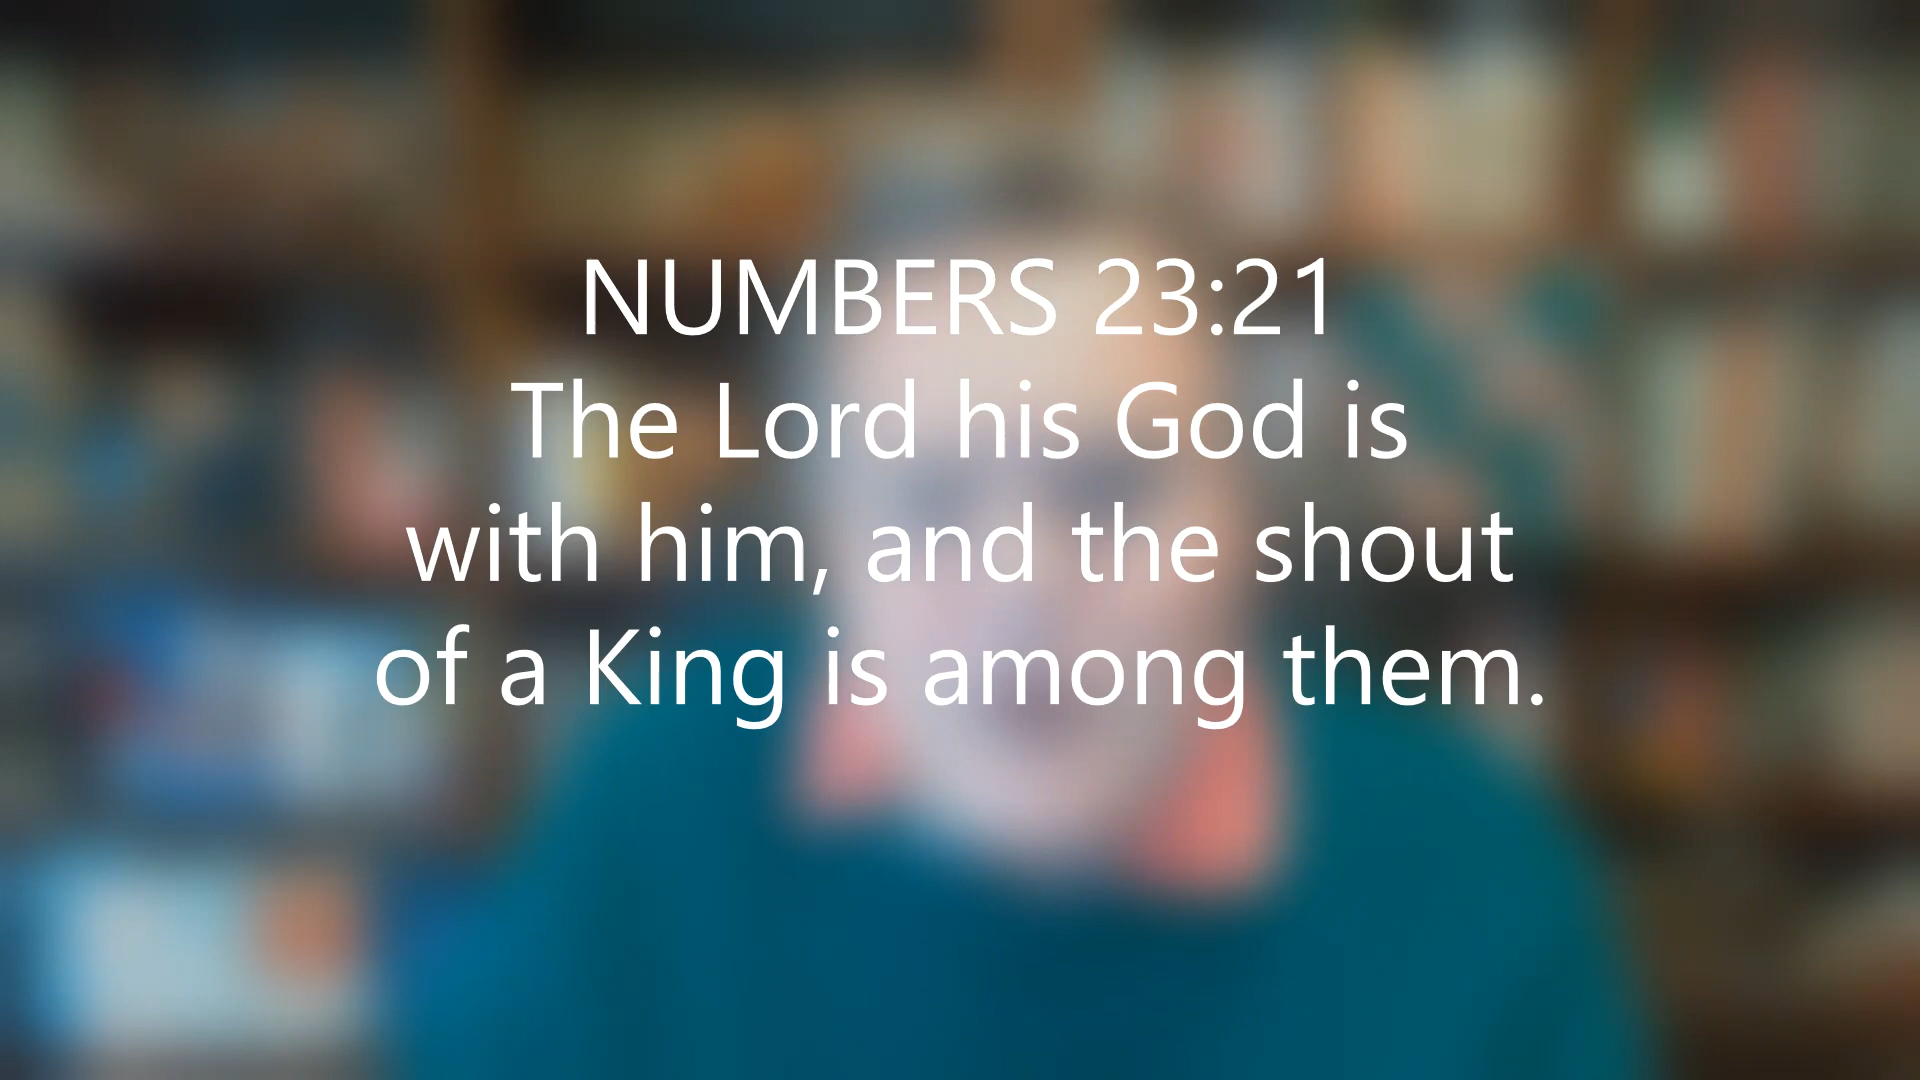 NUMBERS 23:21
The Lord his God is
with him, and the shout
of a King is among them.